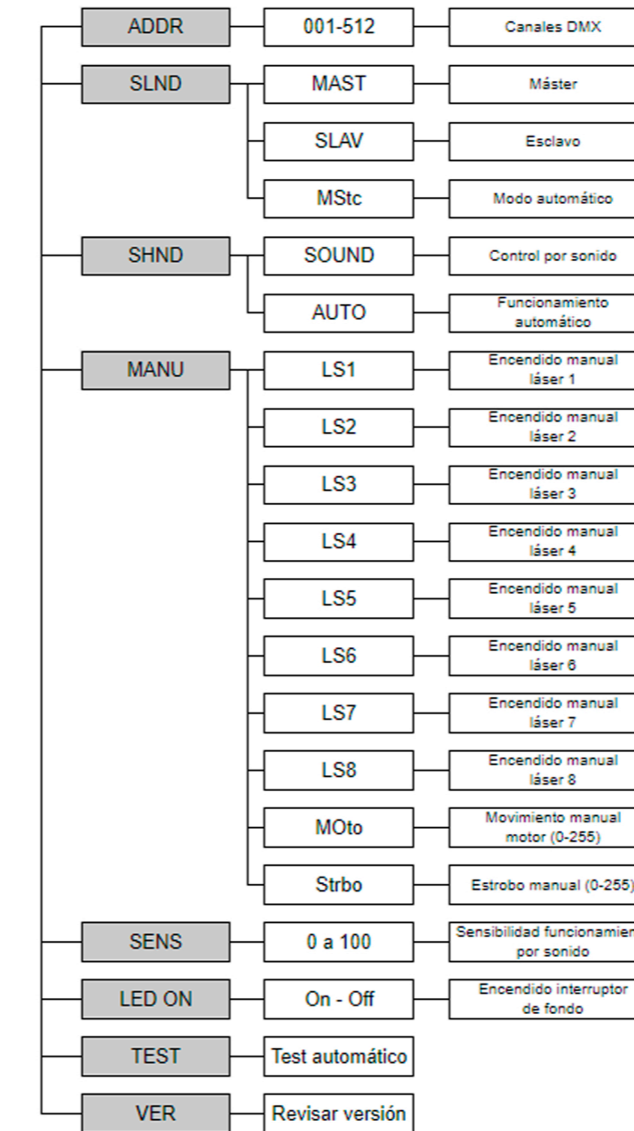 ADDR 001-512 Canales DMX
SLND MAST Máster
SLAV Esclavo
MStc Modo automático
SHND SOUND Control por sonido
AUTO Funcionamiento
automático
MANU LS1 Encendido manual
láser 1
LS2 Encendido manual
láser 2
LS3 Encendido manual
láser 3
LS4 Encendido manual
láser 4
LS5 Encendido manual
láser 5
LS6 Encendido manual
láser 6
LS7 Encendido manual
láser 7
LS8 Encendido manual
láser 8
MOto Movimiento manual
motor (0-255)
Strbo Estrobo manual (0-255)
SENS 0 a 100 Sensibilidad
por sonido
LED ON On - Off Encendido interruptor
de fondo
TEST Test automático
VER Revisar versión